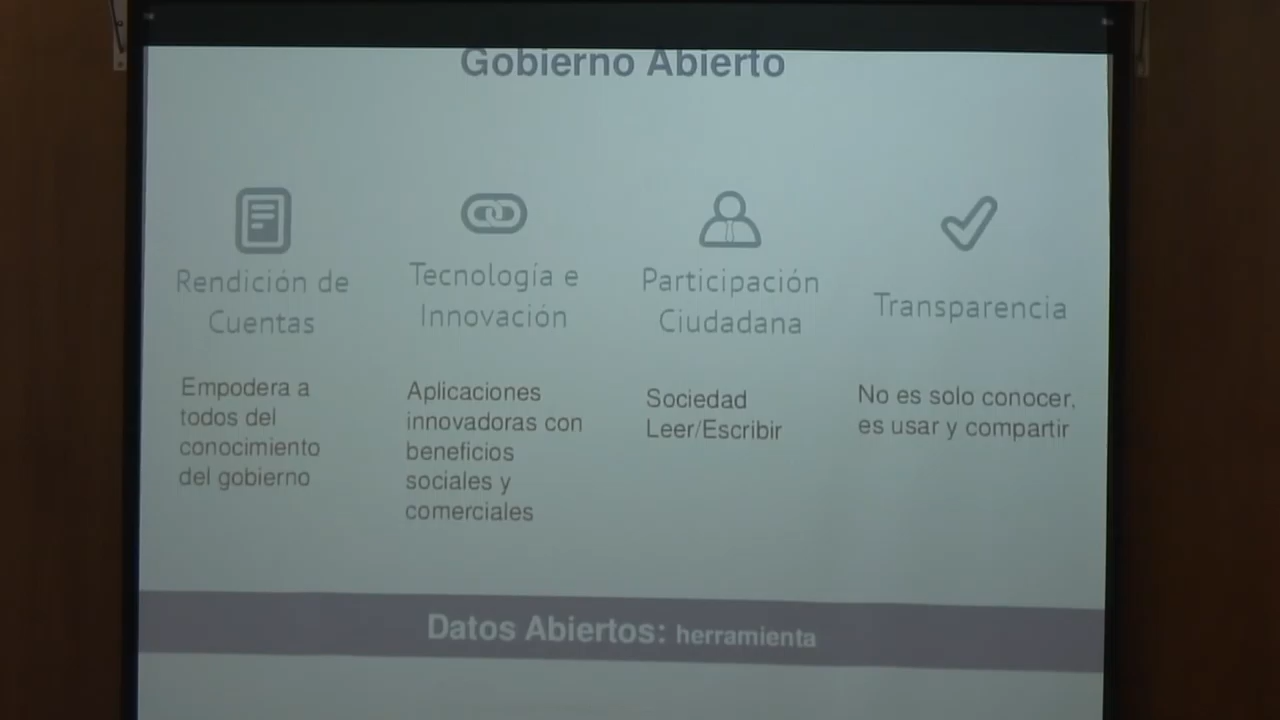 Gobierno Abierto
Rendición de
Cuentas
Empodera a
todos del
conocimiento
del gobierno
Tecnología e
Innovación
Aplicaciones
innovadoras con
beneficios
sociales y
comerciales
Participación
Ciudadana
Sociedad
Leer/Escribir
Transparencia
No es solo conocer,
es usar y compartir
Datos Abiertos: herramienta